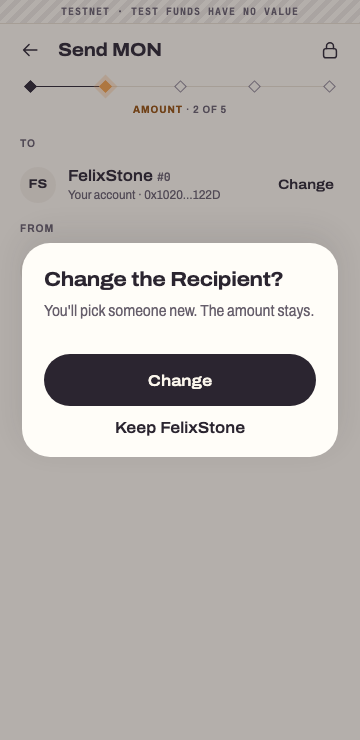 TESTNET · TEST FUNDS HAVE NO VALUE
Send MON
AMOUNT · 2 OF 5
TO
FS
FelixStone #0
Your account · 0x1020...122D
Change
FROM
Change the Recipient?
You'll pick someone new. The amount stays.
Change
Keep FelixStone